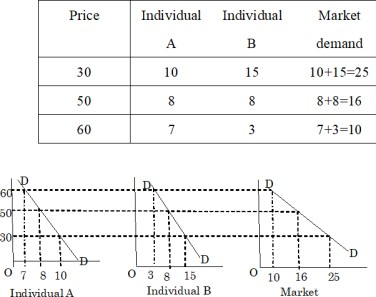 Price Individual Individual Market
A B demand
30 10 15 10+15=25
50 8 8 8+8=16
60 7 3 7+3=10
D D D
60
50
30
D D D
O 7 8 10 O 3 8 15 O 10 16 25
Individual A Individual B Market